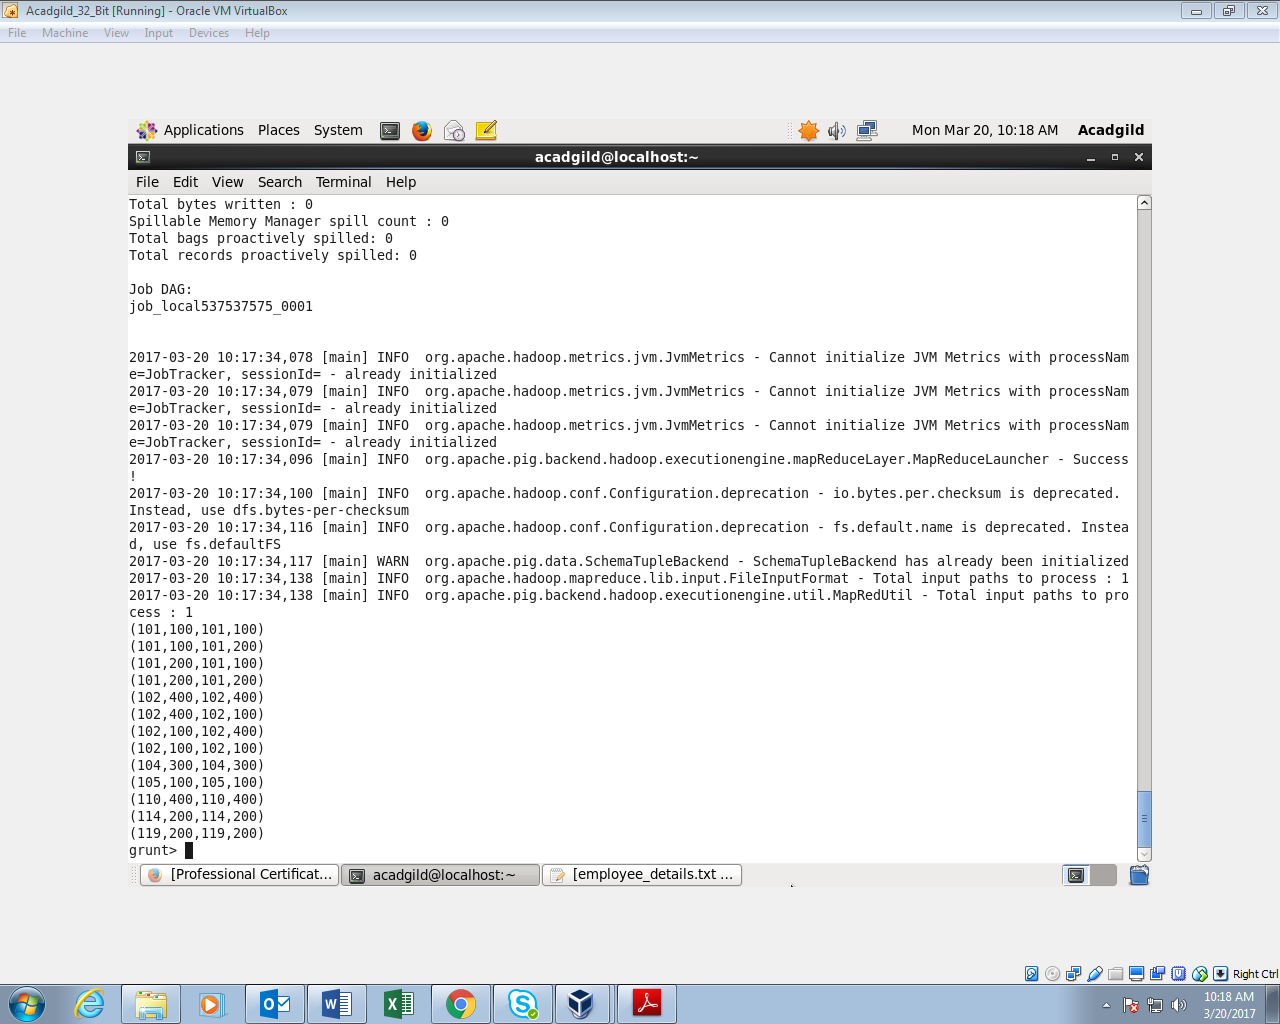 Acadgild_32_Bit [Running] - Oracle VM VirtualBox
File Machine View Input Devices Help
Applications Places System Mon Mar 20, 10:18 AM Acadgild
acadgild@localhost:~
File Edit View Search Terminal Help
Total bytes written : 0
Spillable Memory Manager spill count : 0
Total bags proactively spilled: 0
Total records proactively spilled: 0
Job DAG:
job_local537537575_0001
2017-03-20 10:17:34,078 [main] INFO  org.apache.hadoop.metrics.jvm.JvmMetrics - Cannot initialize JVM Metrics with processNam
e=JobTracker, sessionId= - already initialized
2017-03-20 10:17:34,079 [main] INFO  org.apache.hadoop.metrics.jvm.JvmMetrics - Cannot initialize JVM Metrics with processNam
e=JobTracker, sessionId= - already initialized
2017-03-20 10:17:34,079 [main] INFO  org.apache.hadoop.metrics.jvm.JvmMetrics - Cannot initialize JVM Metrics with processNam
e=JobTracker, sessionId= - already initialized
2017-03-20 10:17:34,096 [main] INFO  org.apache.pig.backend.hadoop.executionengine.mapReduceLayer.MapReduceLauncher - Success
!
2017-03-20 10:17:34,100 [main] INFO  org.apache.hadoop.conf.Configuration.deprecation - io.bytes.per.checksum is deprecated.
Instead, use dfs.bytes-per-checksum
2017-03-20 10:17:34,116 [main] INFO  org.apache.hadoop.conf.Configuration.deprecation - fs.default.name is deprecated. Instea
d, use fs.defaultFS
2017-03-20 10:17:34,117 [main] WARN  org.apache.pig.data.SchemaTupleBackend - SchemaTupleBackend has already been initialized
2017-03-20 10:17:34,138 [main] INFO  org.apache.hadoop.mapreduce.lib.input.FileInputFormat - Total input paths to process : 1
2017-03-20 10:17:34,138 [main] INFO  org.apache.pig.backend.hadoop.executionengine.util.MapRedUtil - Total input paths to pro
cess : 1
(101,100,101,100)
(101,100,101,200)
(101,200,101,100)
(101,200,101,200)
(102,400,102,400)
(102,400,102,100)
(102,100,102,400)
(102,100,102,100)
(104,300,104,300)
(105,100,105,100)
(110,400,110,400)
(114,200,114,200)
(119,200,119,200)
grunt>
[Professional Certificat... acadgild@localhost:~ [employee_details.txt ...
Right Ctrl
10:18 AM
3/20/2017